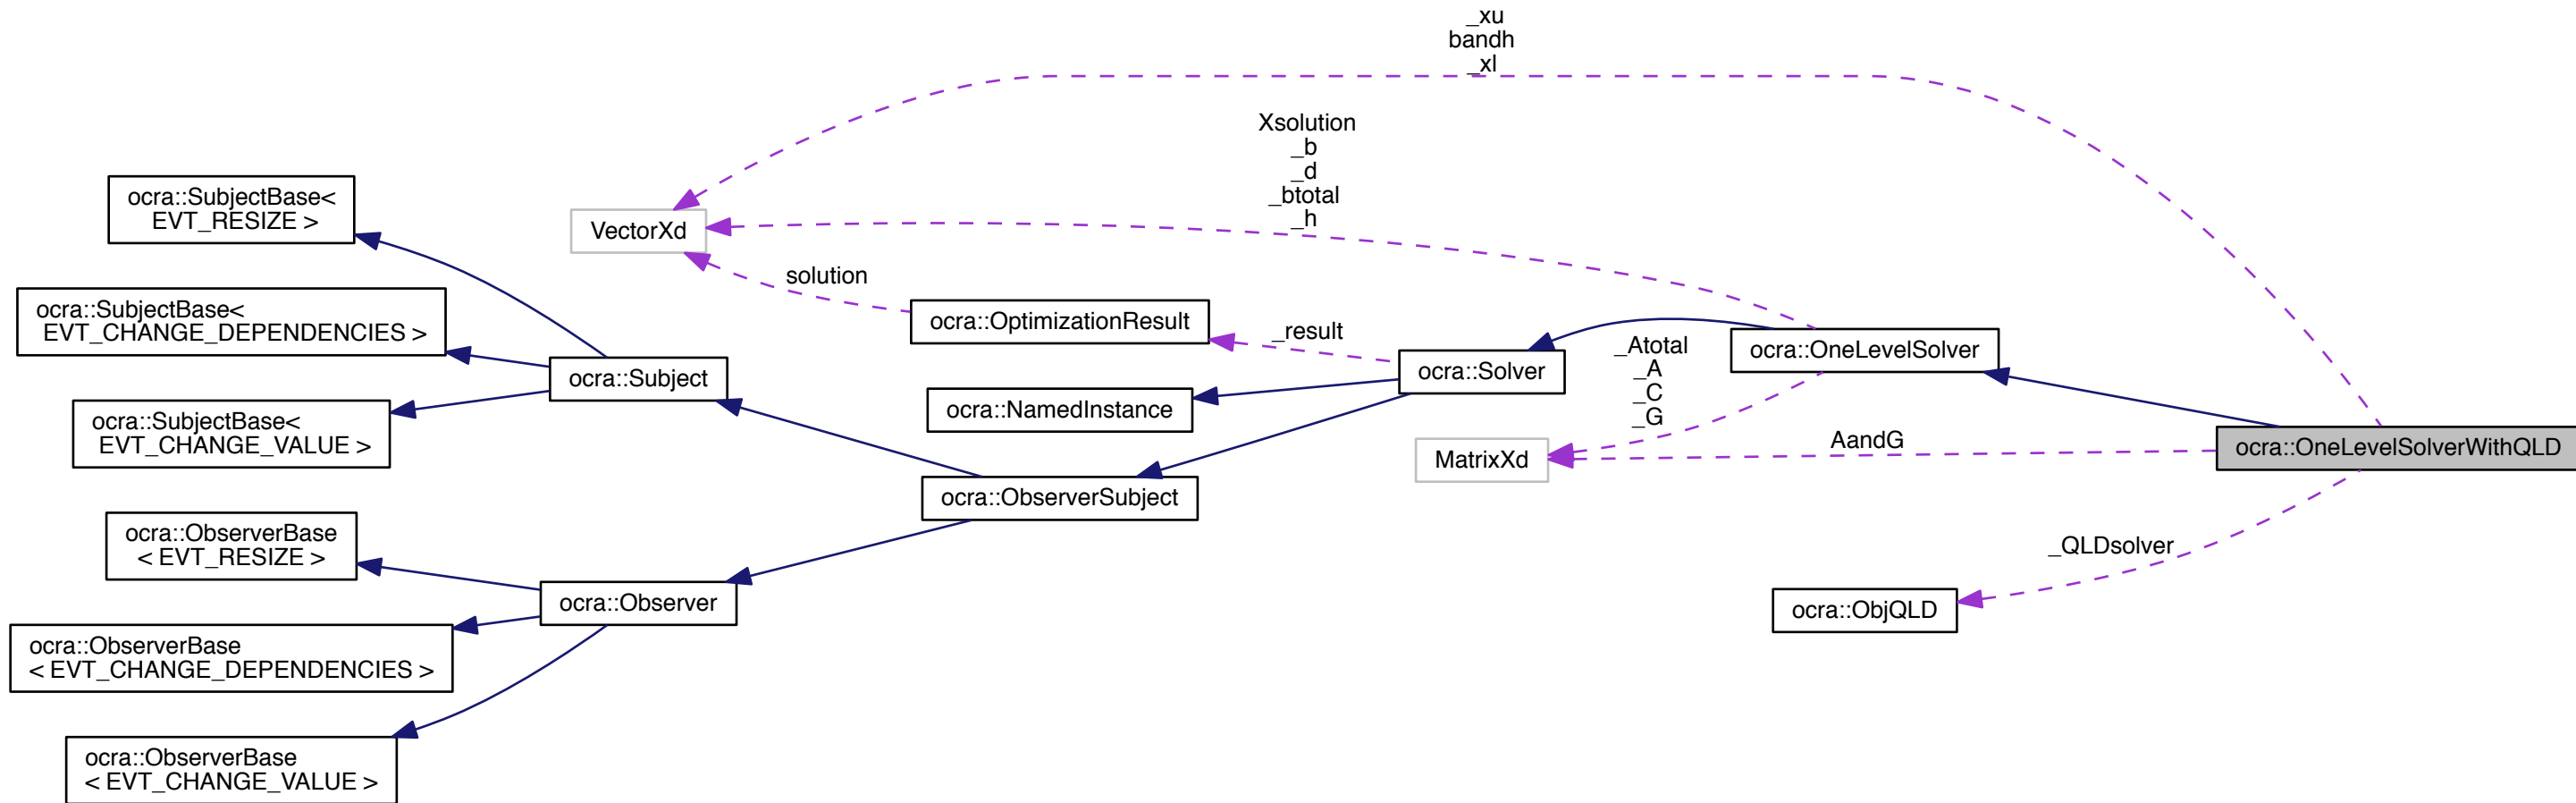 _xu
bandh
_xl
Xsolution
_b
_d
_btotal
_h
ocra::SubjectBase<
EVT_RESIZE >
VectorXd
solution
ocra::SubjectBase<
EVT_CHANGE_DEPENDENCIES >
ocra::OptimizationResult
_result
_Atotal
_A
_C
_G
ocra::OneLevelSolver
ocra::Subject
ocra::Solver
ocra::NamedInstance
ocra::SubjectBase<
EVT_CHANGE_VALUE >
MatrixXd
AandG
ocra::OneLevelSolverWithQLD
ocra::ObserverSubject
ocra::ObserverBase
< EVT_RESIZE >
_QLDsolver
ocra::Observer
ocra::ObjQLD
ocra::ObserverBase
< EVT_CHANGE_DEPENDENCIES >
ocra::ObserverBase
< EVT_CHANGE_VALUE >